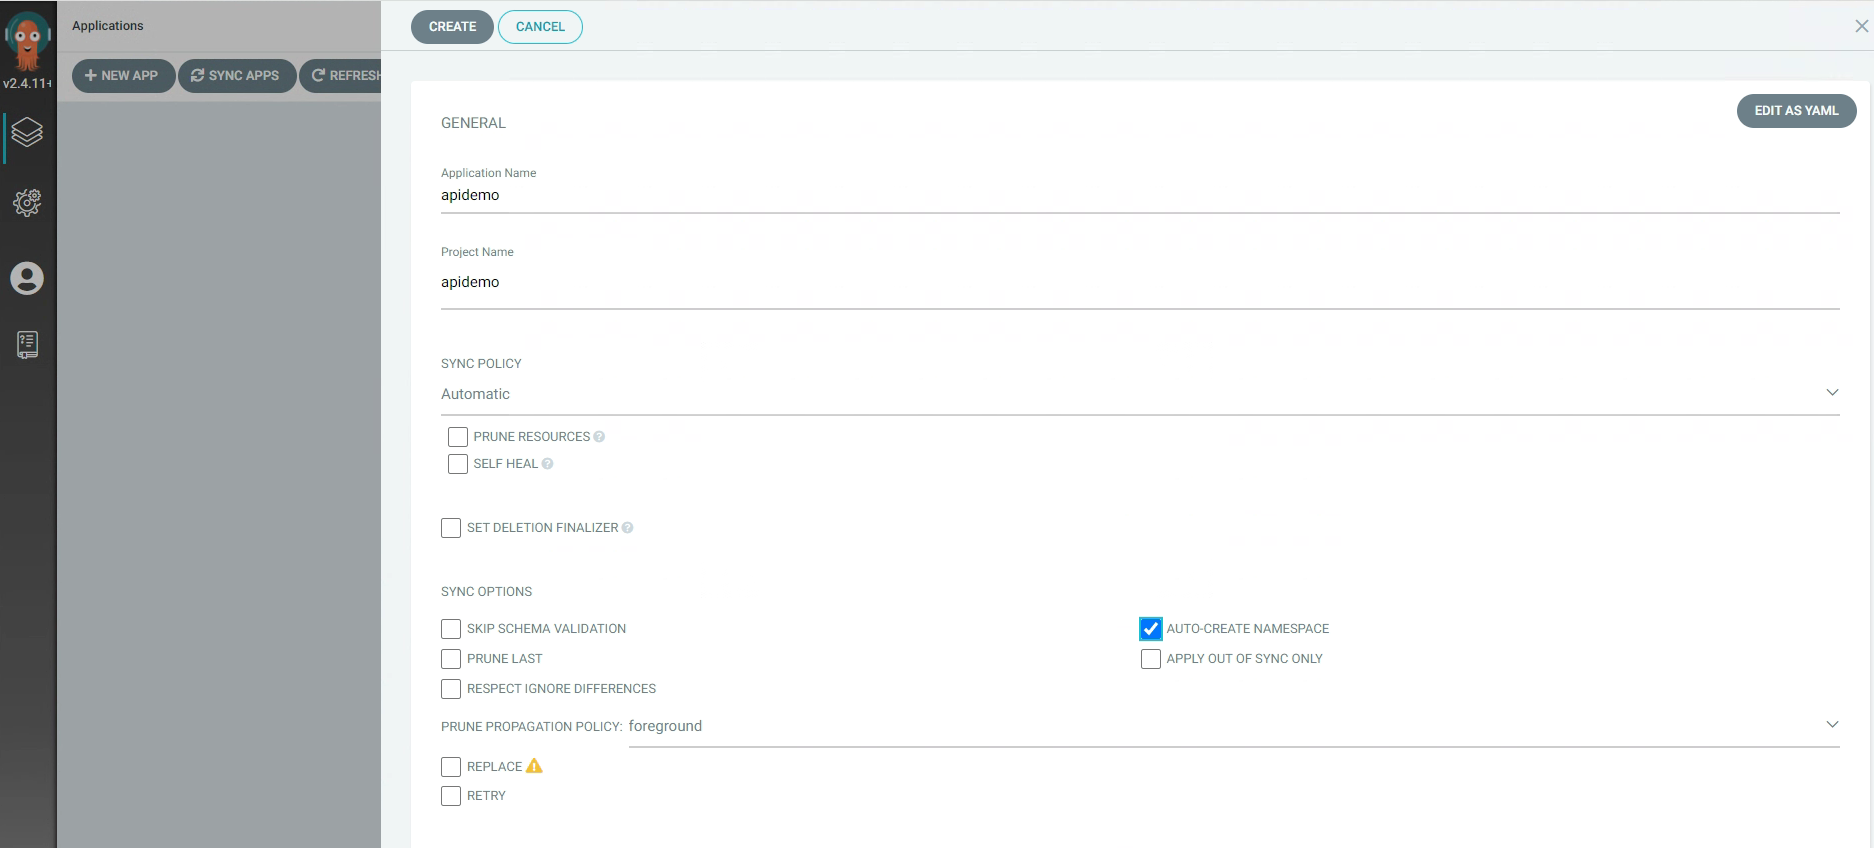 Applications
CREATE
CANCEL
v2.4.11+
NEW APP
SYNC APPS
REFRESH
EDIT AS YAML
GENERAL
Application Name
apidemo
Project Name
apidemo
SYNC POLICY
Automatic
PRUNE RESOURCES
SELF HEAL
SET DELETION FINALIZER
SYNC OPTIONS
SKIP SCHEMA VALIDATION
AUTO-CREATE NAMESPACE
PRUNE LAST
APPLY OUT OF SYNC ONLY
RESPECT IGNORE DIFFERENCES
PRUNE PROPAGATION POLICY: foreground
REPLACE
RETRY